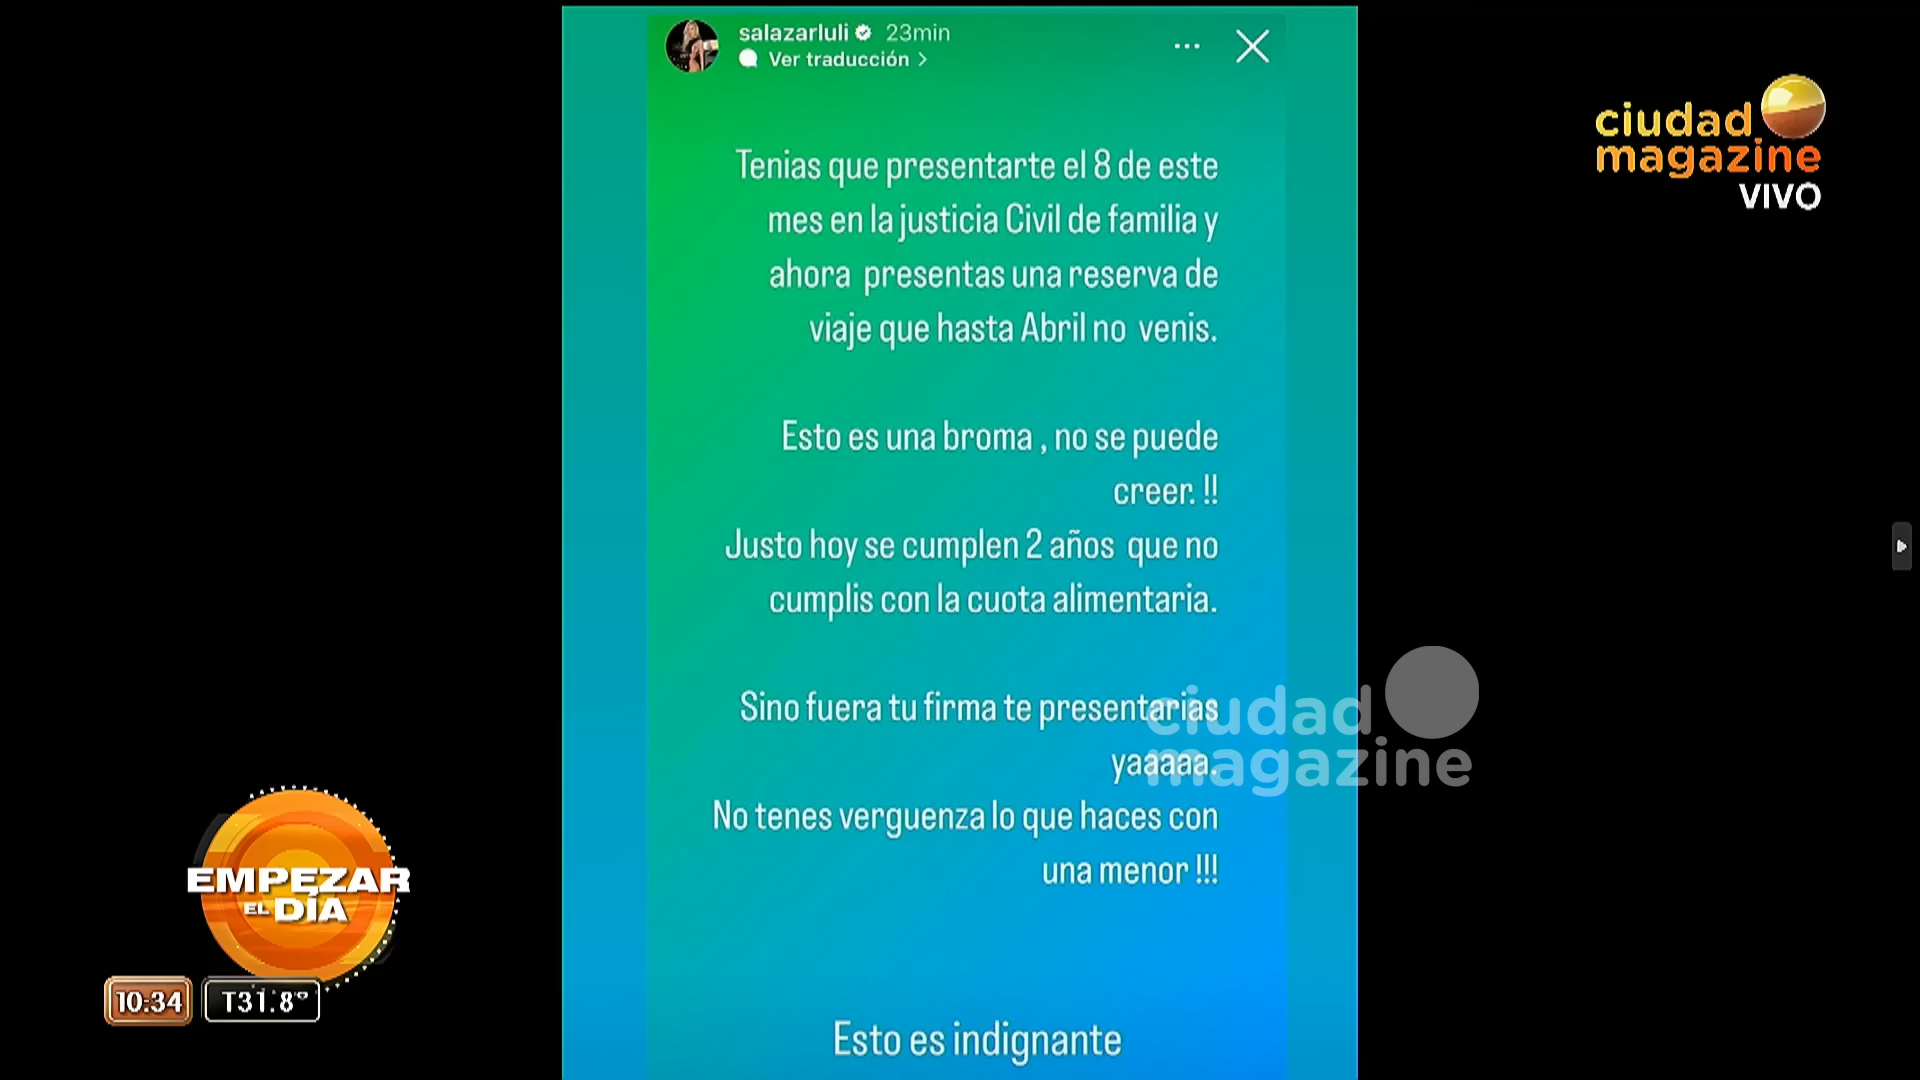 salazarluli 23min
Ver traducción >
ciudad
magazine
VIVO
Tenias que presentarte el 8 de este
mes en la justicia Civil de familia y
ahora presentas una reserva de
viaje que hasta Abril no venis.
Esto es una broma , no se puede
creer. !!
Justo hoy se cumplen 2 años que no
cumplis con la cuota alimentaria.
Sino fuera tu firma te presentarias
yaaaaa.
No tenes verguenza lo que haces con
una menor !!!
Esto es indignante
ciudad
magazine
EMPEZAR
EL DÍA
10:34 T31.8°